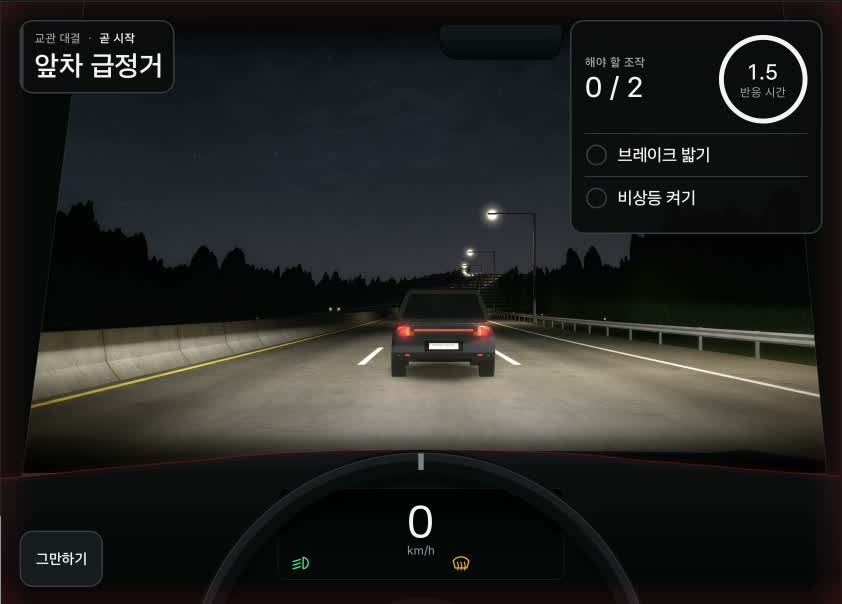 교관 대결 · 곧 시작
앞차 급정거
해야 할 조작
0 / 2
1.5
반응 시간
브레이크 밟기
비상등 켜기
0
km/h
그만하기